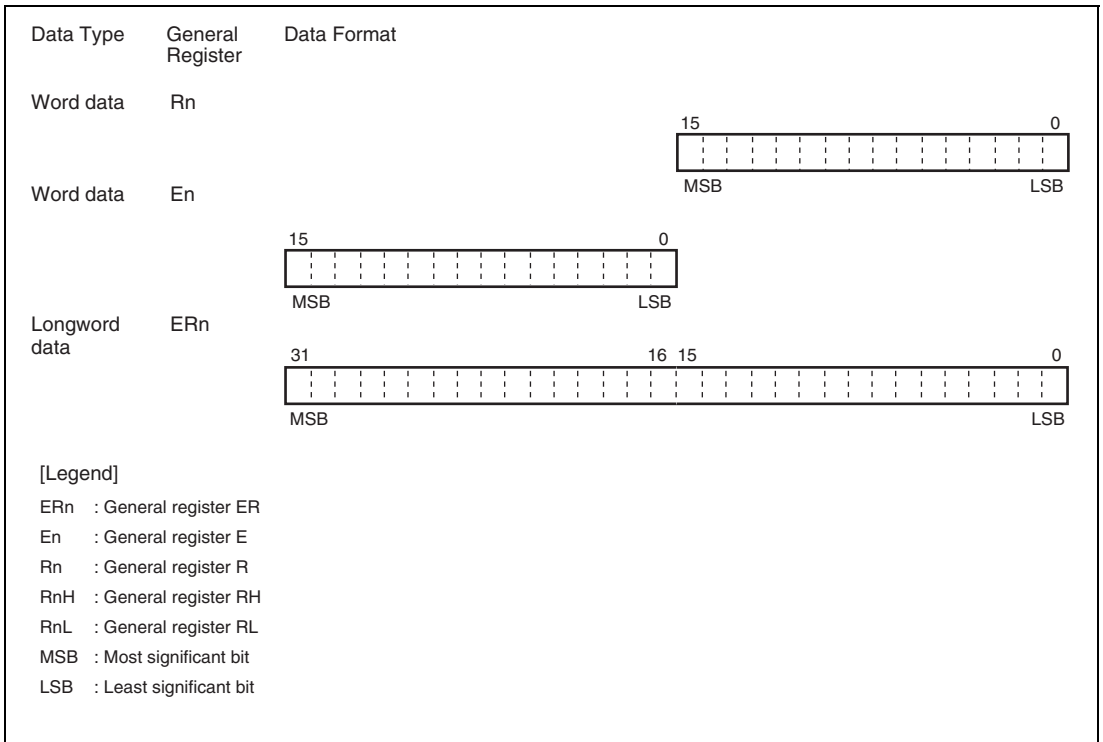 Data Type General Register Data Format
Word data Rn
15 0
MSB LSB
Word data En
15 0
MSB LSB
Longword data ERn
31 16 15 0
MSB LSB
[Legend]
ERn : General register ER
En : General register E
Rn : General register R
RnH : General register RH
RnL : General register RL
MSB : Most significant bit
LSB : Least significant bit